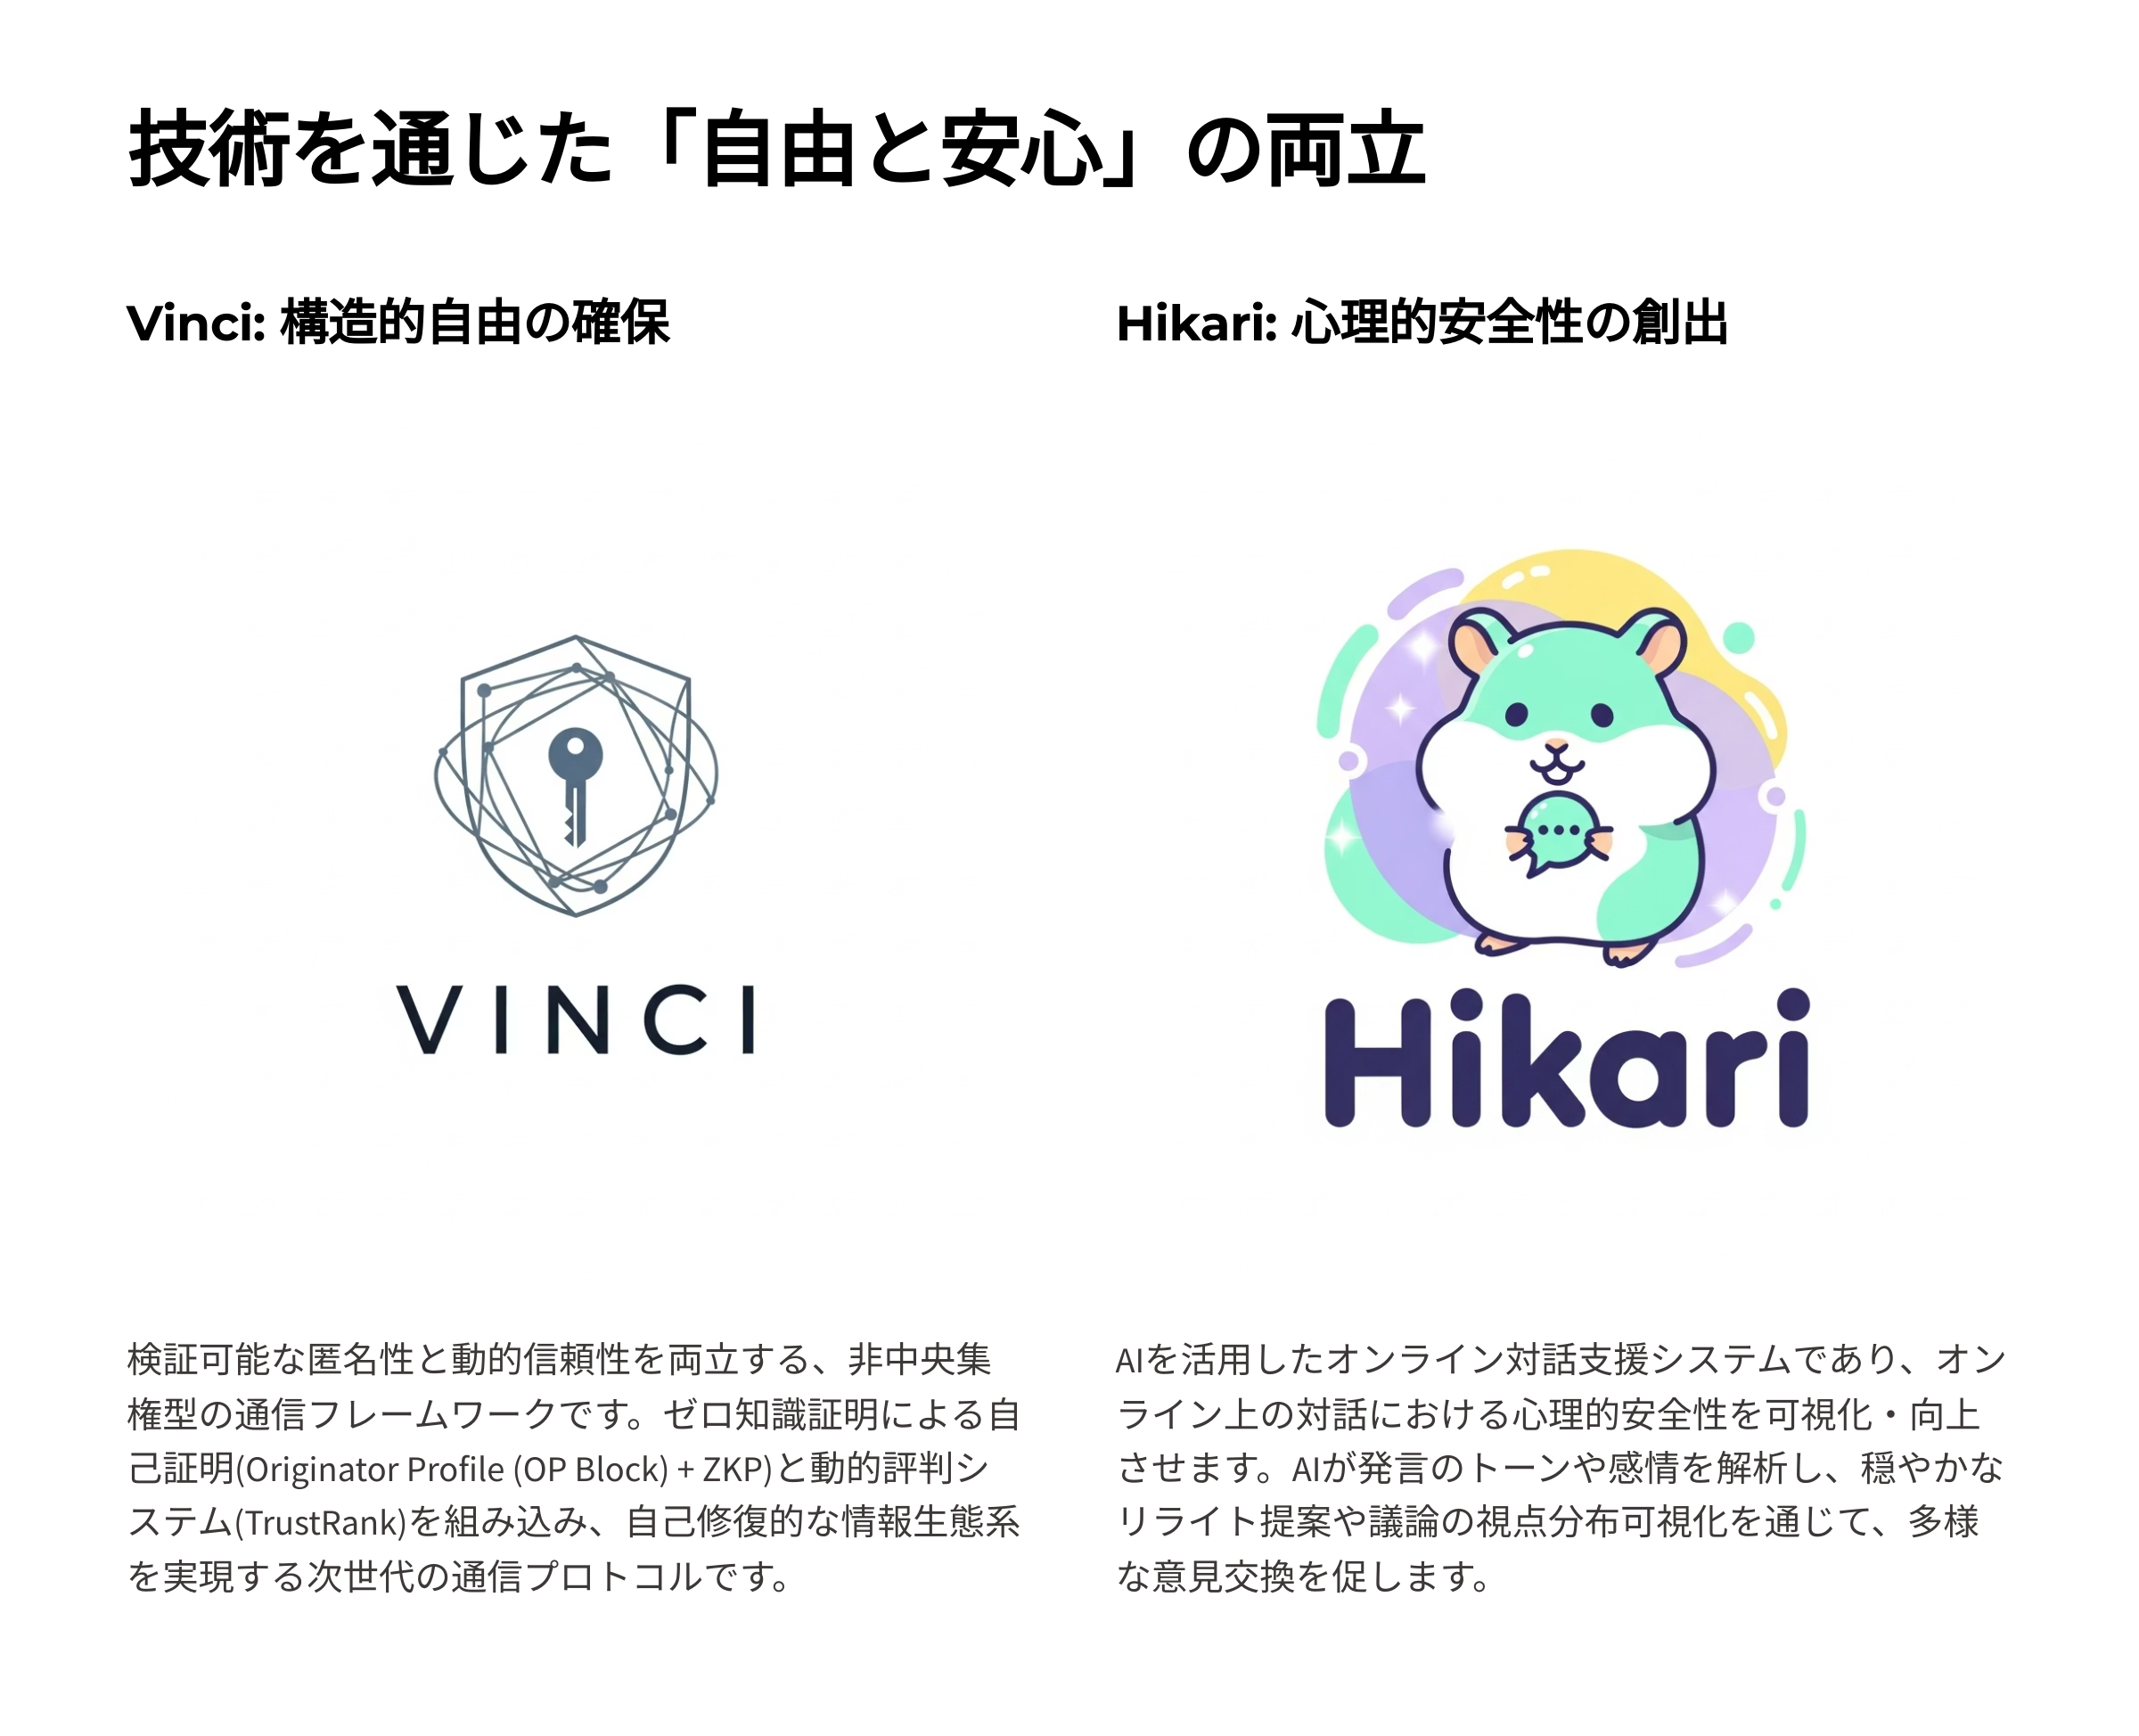 技術を通じた「自由と安心」の両立
Vinci: 構造的自由の確保
VINCI
検証可能な匿名性と動的信頼性を両立する、非中央集
権型の通信フレームワークです。ゼロ知識証明による自
己証明(Originator Profile (OP Block) + ZKP)と動的評判シ
ステム(TrustRank)を組み込み、自己修復的な情報生態系
を実現する次世代の通信プロトコルです。
Hikari: 心理的安全性の創出
Hikari
AIを活用したオンライン対話支援システムであり、オン
ライン上の対話における心理的安全性を可視化・向上
させます。AIが発言のトーンや感情を解析し、穏やかな
リライト提案や議論の視点分布可視化を通じて、多様
な意見交換を促します。